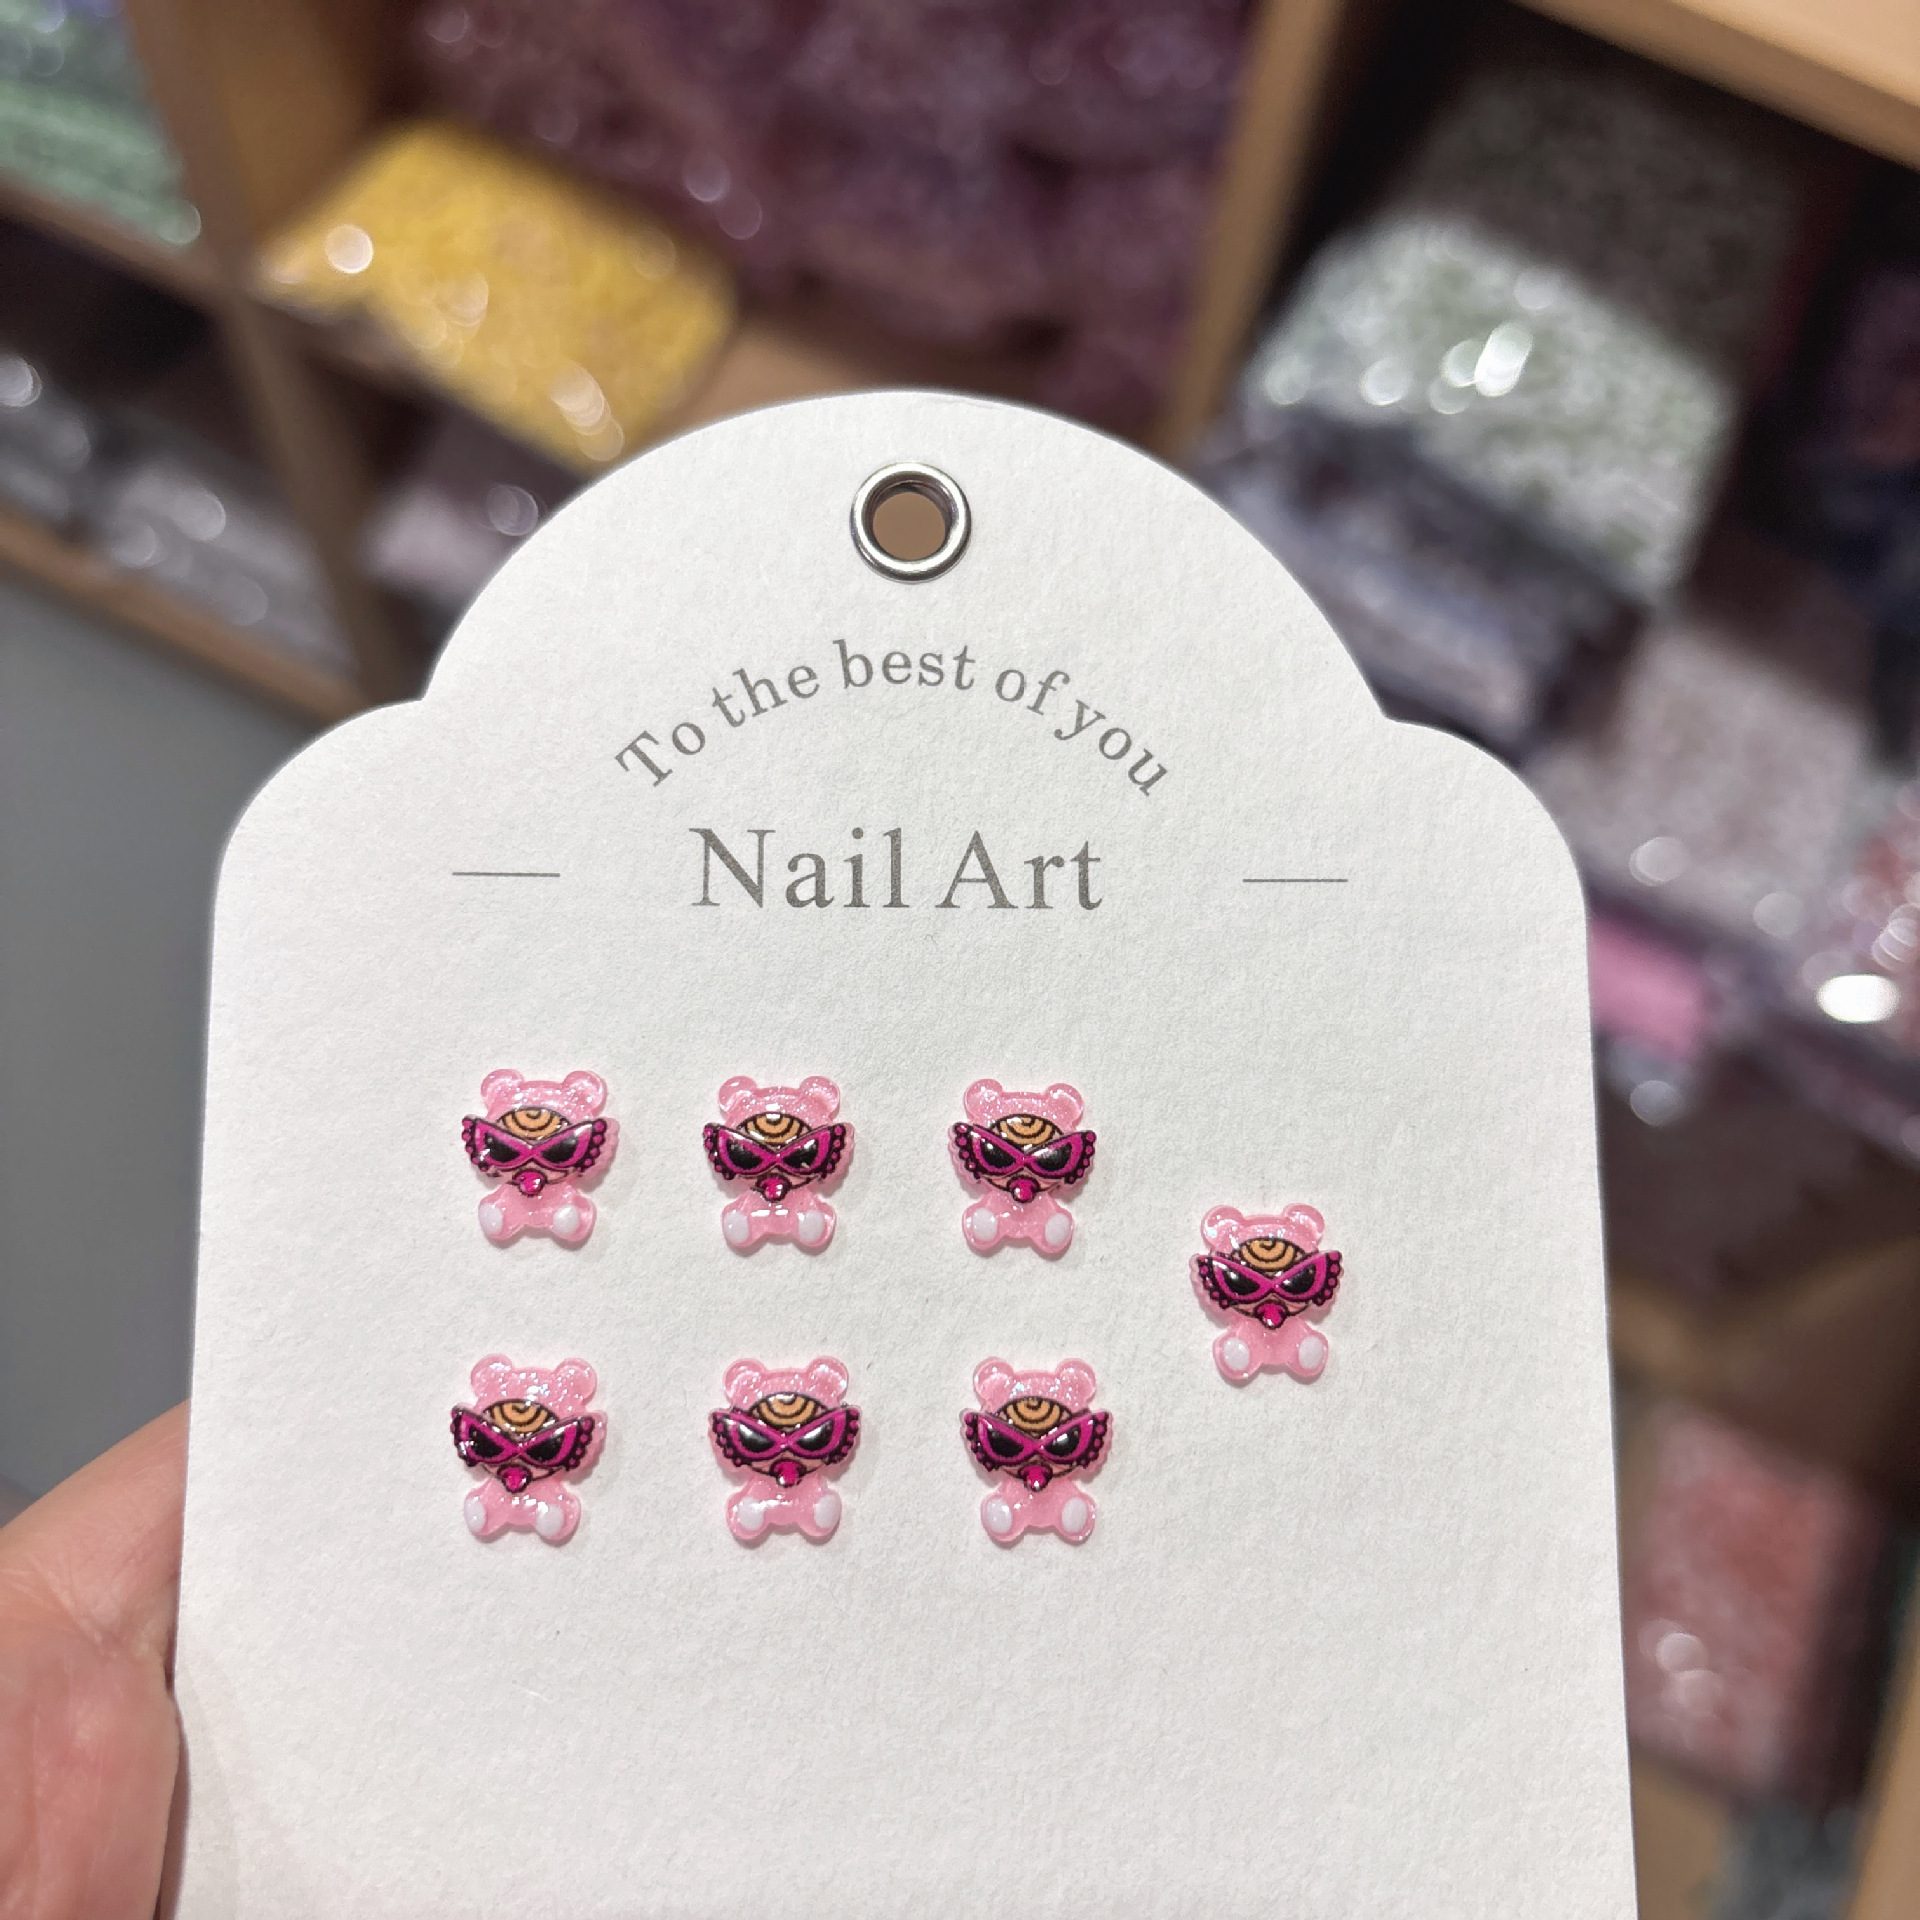 To the best of you
Nail Art